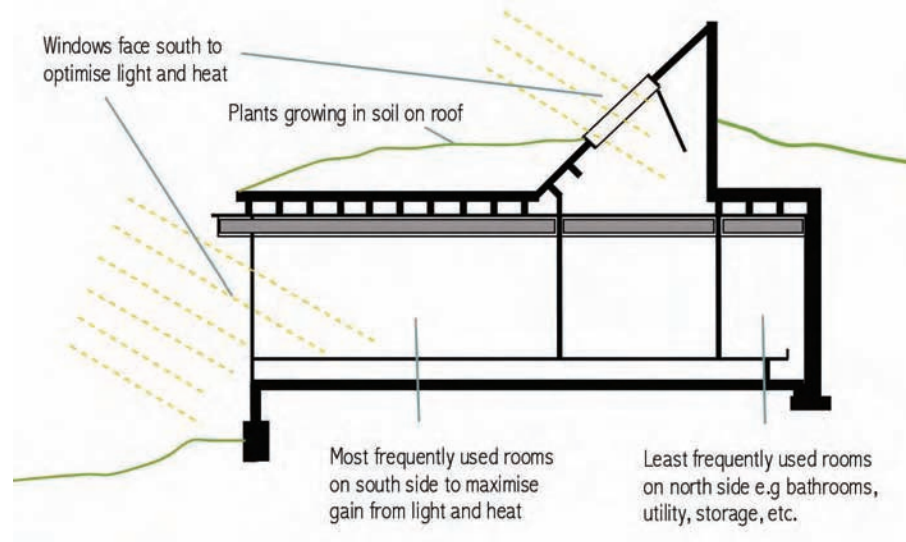 Windows face south to
optimise light and heat
Plants growing in soil on roof
Most frequently used rooms
on south side to maximise
gain from light and heat
Least frequently used rooms
on north side e.g bathrooms,
utility, storage, etc.